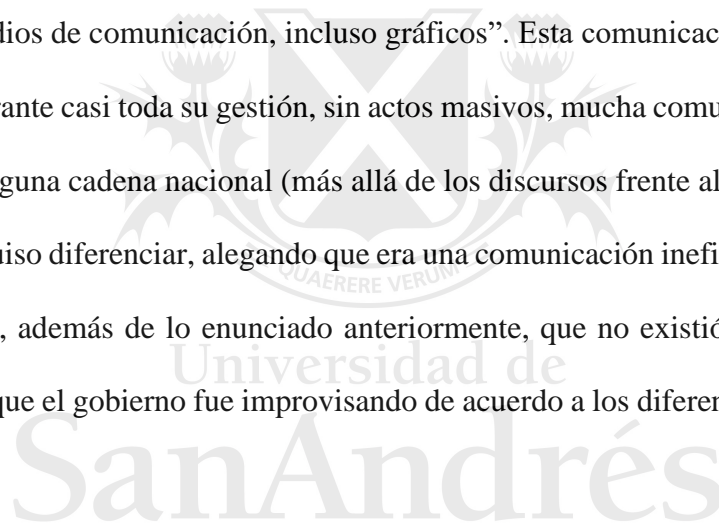 dios de comunicación, incluso gráficos”. Esta comunicac
rante casi toda su gestión, sin actos masivos, mucha comu
guna cadena nacional (más allá de los discursos frente al
uiso diferenciar, alegando que era una comunicación inefi
QUAERERE VERUM
, además de lo enunciado anteriormente, que no existió
Universidad de
que el gobierno fue improvisando de acuerdo a los diferen
SanAndrés